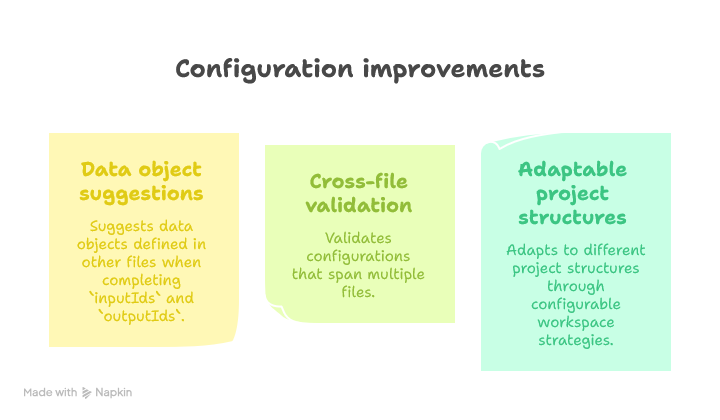 Configuration improvements
Data object
suggestions
Suggests data
objects defined in
other files when
completing
`inputIds` and
`outputIds`.
Cross-file
validation
Validates
configurations
that span multiple
files.
Adaptable
project
structures
Adapts to different
project structures
through
configurable
workspace
strategies.
Made with Napkin